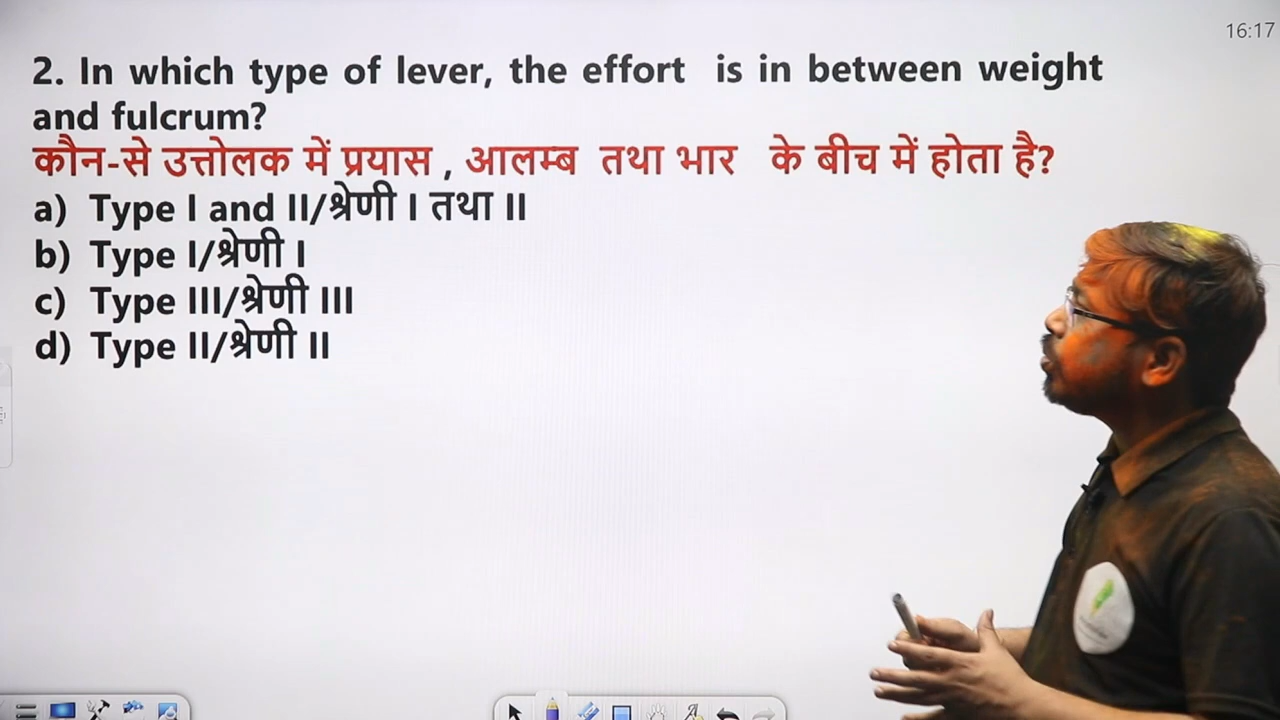 16:17
2. In which type of lever, the effort is in between weight
and fulcrum?
कौन-से उत्तोलक में प्रयास , आलम्ब तथा भार के बीच में होता है?
a) Type I and II/श्रेणी I तथा II
b) Type I/श्रेणी I
c) Type III/श्रेणी III
d) Type II/श्रेणी II